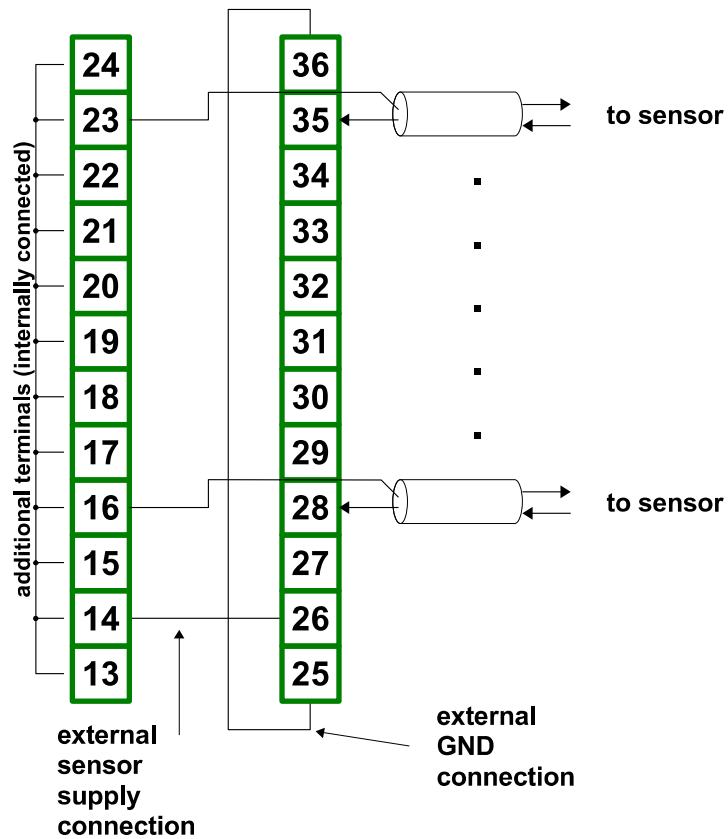 additional terminals (internally connected)
24
23
22
21
20
19
18
17
16
15
14
13
36
35
34
33
32
31
30
29
28
27
26
25
to sensor
to sensor
external
sensor
supply
connection
external
GND
connection